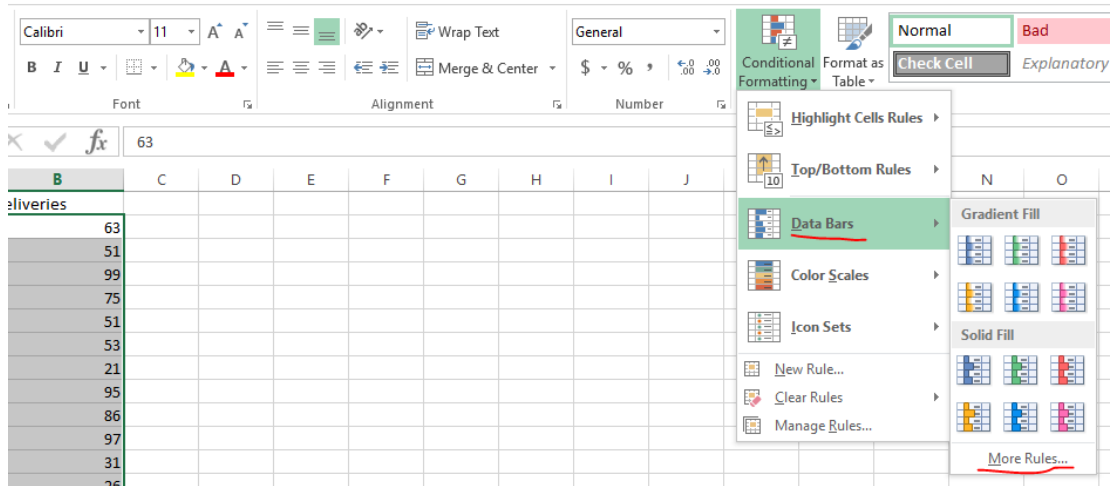 Calibri 11 A A Wrap Text General Normal Bad
B I U A Merge & Center $ % , .0 .00 Conditional Formatting Format as Table Check Cell Explanatory
Font Alignment Number
fx 63
Highlight Cells Rules
Top/Bottom Rules
Data Bars
Color Scales
Icon Sets
New Rule...
Clear Rules
Manage Rules...
Gradient Fill
Solid Fill
More Rules...
B C D E F G H I J N O
eliveries
63
51
99
75
51
53
21
95
86
97
31